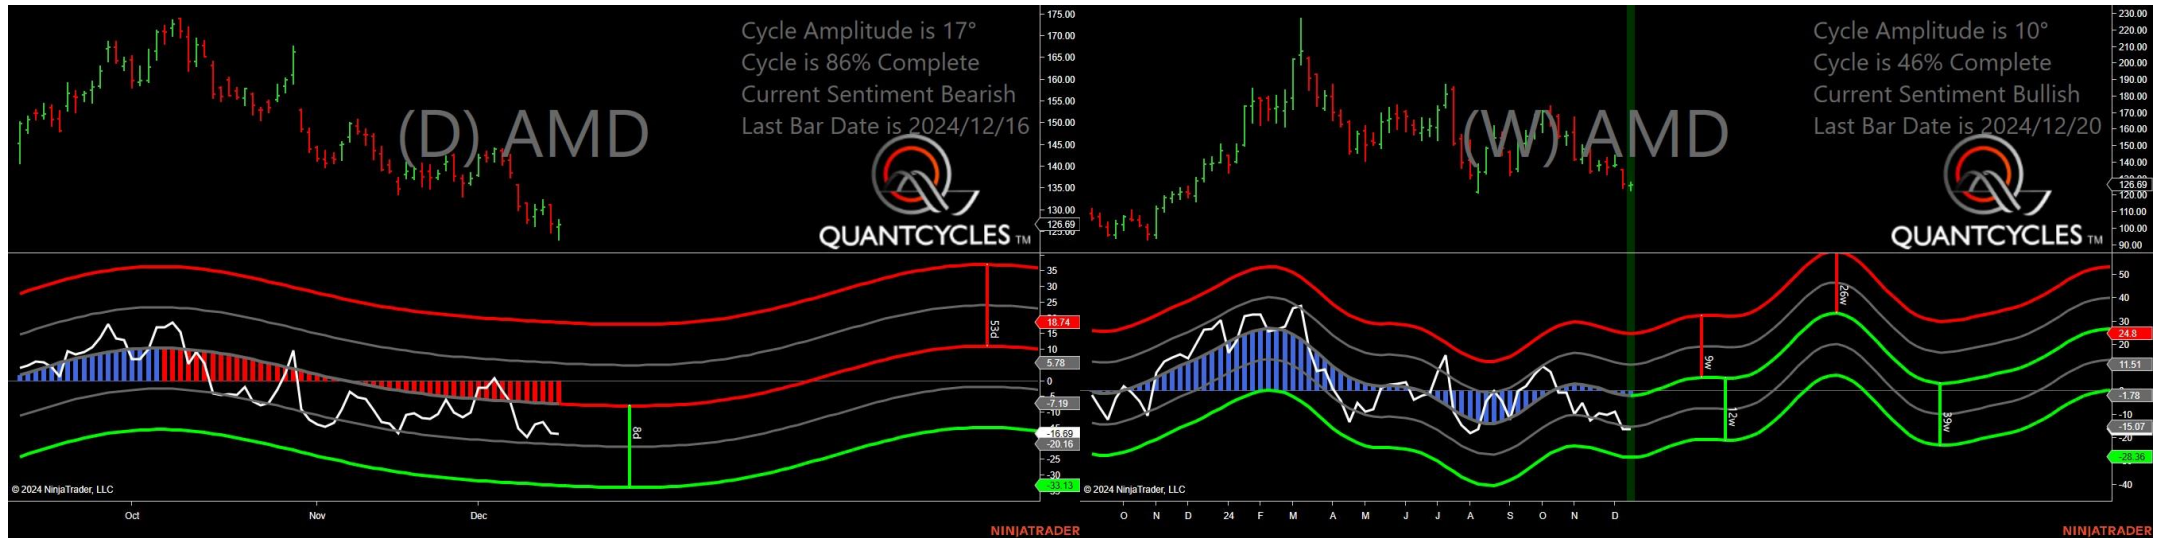 Cycle Amplitude is 17°
Cycle is 86% Complete
Current Sentiment Bearish
Last Bar Date is 2024/12/16
(D) AMD
QUANTCYCLES TM
175.00
170.00
165.00
160.00
155.00
150.00
145.00
140.00
135.00
130.00
126.69
35
30
25
18.74
15
10
5.78
0
-7.19
-10
-16.69
-20.16
-25
-30
-33.13
53d
8d
© 2024 NinjaTrader, LLC
Oct Nov Dec
NINJATRADER
Cycle Amplitude is 10°
Cycle is 46% Complete
Current Sentiment Bullish
Last Bar Date is 2024/12/20
(W) AMD
QUANTCYCLES TM
230.00
220.00
210.00
200.00
190.00
180.00
170.00
160.00
150.00
140.00
126.69
120.00
110.00
100.00
90.00
50
40
30
24.8
20
11.51
-1.78
-10
-15.07
-20
-28.36
-40
9w
12w
26w
39w
© 2024 NinjaTrader, LLC
O N D 24 F M A M J J A S O N D
NINJATRADER